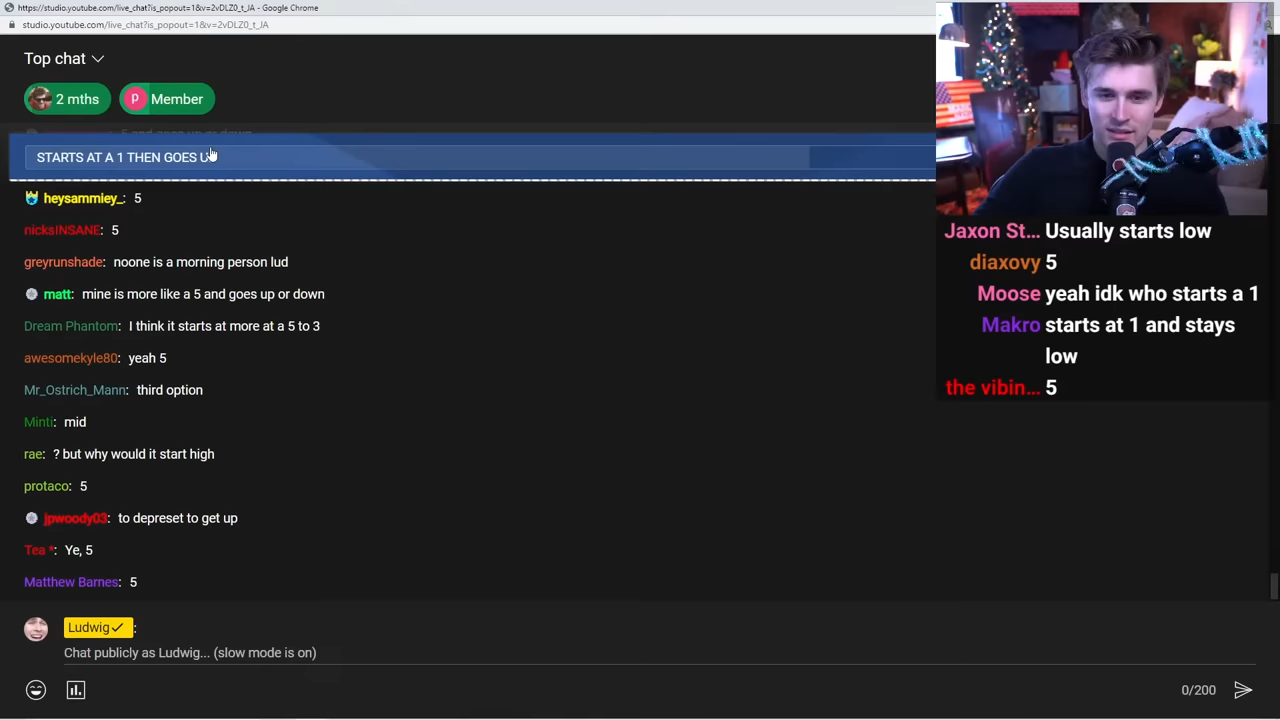 https://studio.youtube.com/live_chat?is_popout=1&v=2vDLZ0_t_JA - Google Chrome
studio.youtube.com/live_chat?is_popout=1&v=2vDLZ0_t_JA
Top chat
2 mths
P Member
STARTS AT A 1 THEN GOES
heysammiey_: 5
nicksINSANE: 5
greyrunshade: noone is a morning person lud
matt: mine is more like a 5 and goes up or down
Dream Phantom: I think it starts at more at a 5 to 3
awesomekyle80: yeah 5
Mr_Ostrich_Mann: third option
Minti: mid
rae: ? but why would it start high
protaco: 5
jpwoody03: to depreset to get up
Tea *: Ye, 5
Matthew Barnes: 5
Ludwig :
Chat publicly as Ludwig... (slow mode is on)
0/200
Jaxon St... Usually starts low
diaxovy 5
Moose yeah idk who starts a 1
Makro starts at 1 and stays
low
the vibin... 5